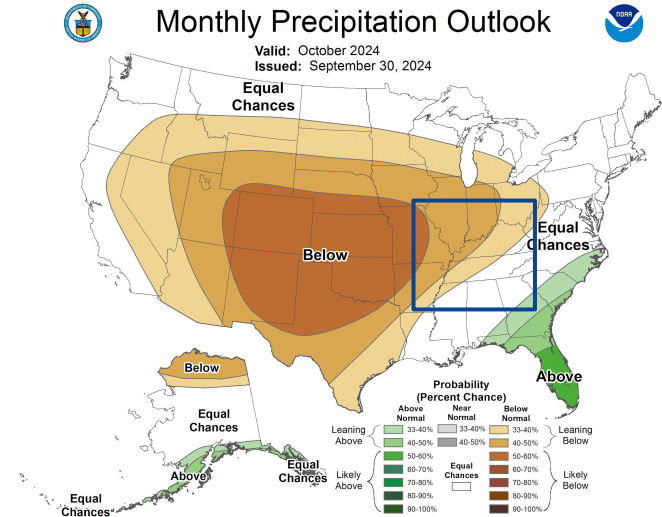 Monthly Precipitation Outlook
NOAA
Valid: October 2024
Issued: September 30, 2024
Equal
Chances
Equal
Chances
Below
Below
Equal
Chances
Above
Equal
Chances
Equal
Chances
Above
Probability
(Percent Chance)
Above
Normal
Near
Normal
Below
Normal
Leaning
Above
33-40%
40-50%
33-40%
40-50%
33-40%
40-50%
Leaning
Below
Likely
Above
50-60%
60-70%
70-80%
80-90%
90-100%
Equal
Chances
50-60%
60-70%
70-80%
80-90%
90-100%
Likely
Below